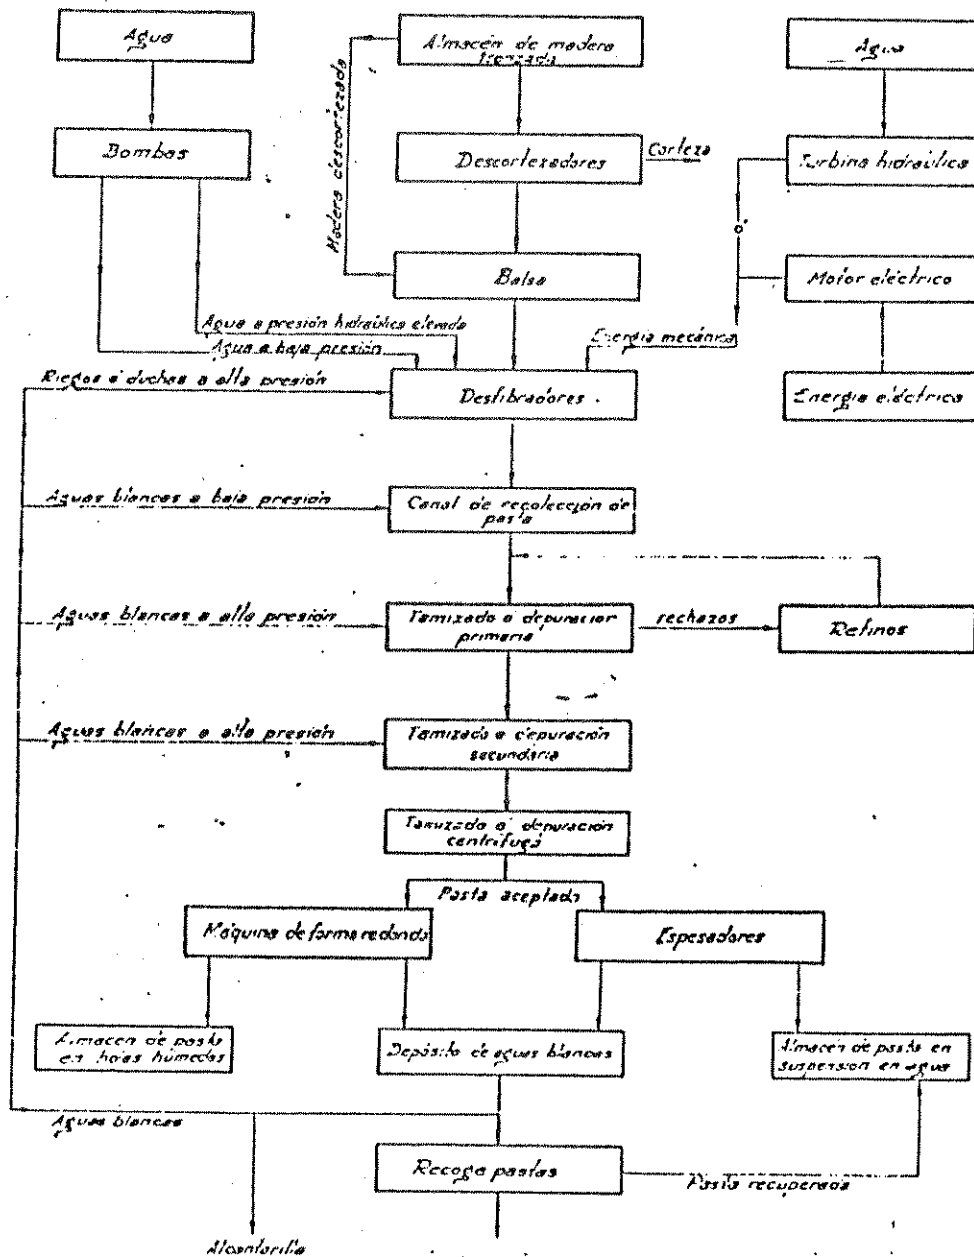 Agua
Almacén de madera
tronzada
Agua
Bombas
Madera descortezada
Descortezadores
Corteza
Turbina hidráulica
o'
Balsa
Motor eléctrico
Agua a presión hidráulica elevada
Agua a baja presión
Energía mecánica
Riegos o duchas a alta presión
Desfibradores
Energía eléctrica
Aguas blancas a baja presión
Canal de recolección de
pasta
Aguas blancas a alta presión
Tamizado o depuración
primaria
rechazos
Refinos
Aguas blancas a alta presión
Tamizado o depuración
secundaria
Tamizado o depuración
centrífuga
Pasta aceptada
Máquina de forma redonda
Espesadores
Almacén de pasta
en hojas húmedas
Depósito de aguas blancas
Almacén de pasta en
suspensión en agua
Aguas blancas
Recoge pastas
Pasta recuperada
Alcantarilla